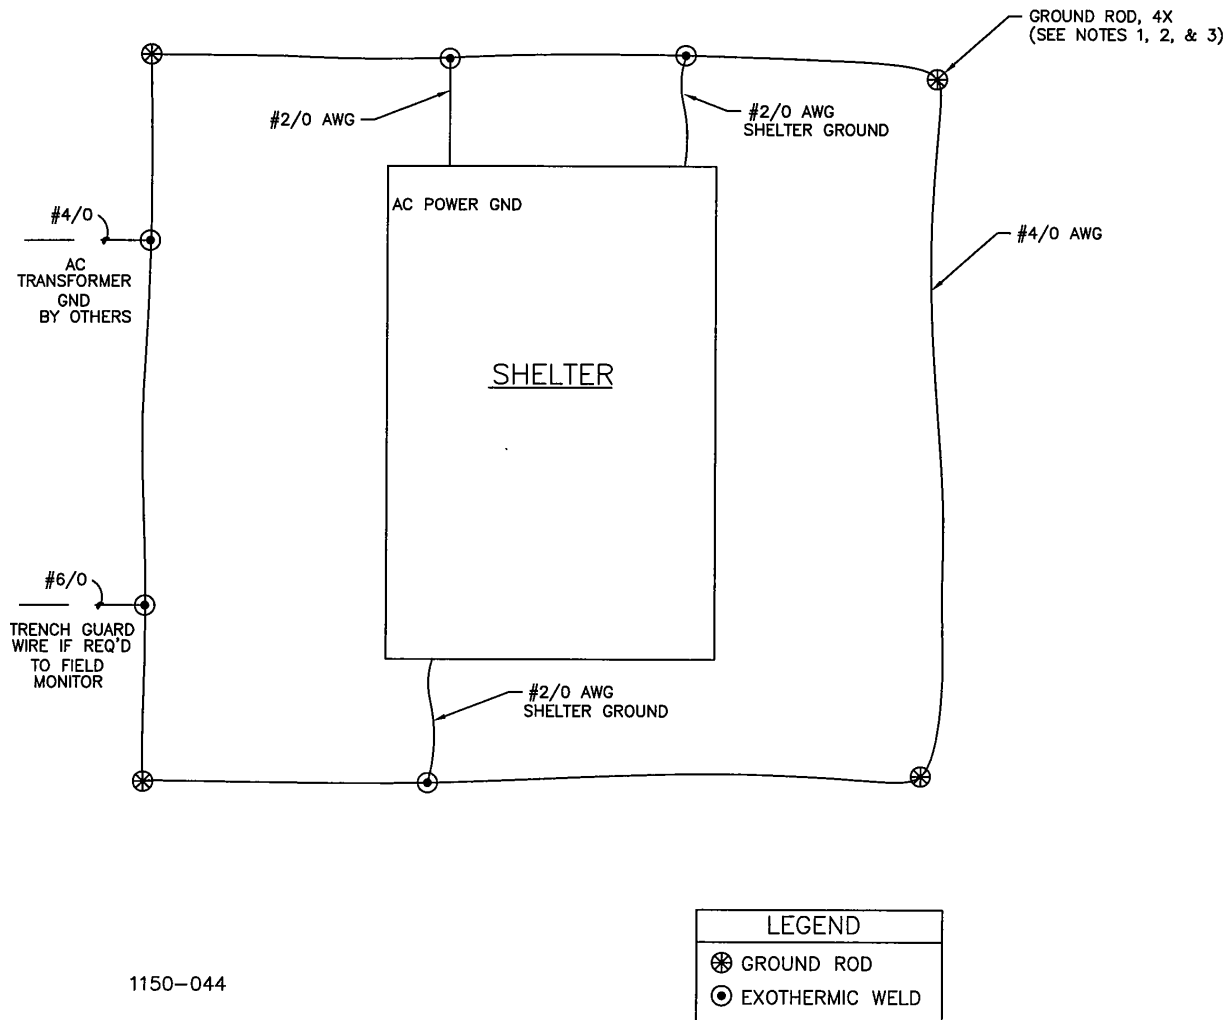 GROUND ROD, 4X
(SEE NOTES 1, 2, & 3)
#2/0 AWG
#2/0 AWG
SHELTER GROUND
AC POWER GND
#4/0
AC
TRANSFORMER
GND
BY OTHERS
#4/0 AWG
SHELTER
#6/0
TRENCH GUARD
WIRE IF REQ'D
TO FIELD
MONITOR
#2/0 AWG
SHELTER GROUND
LEGEND
GROUND ROD
EXOTHERMIC WELD
1150-044